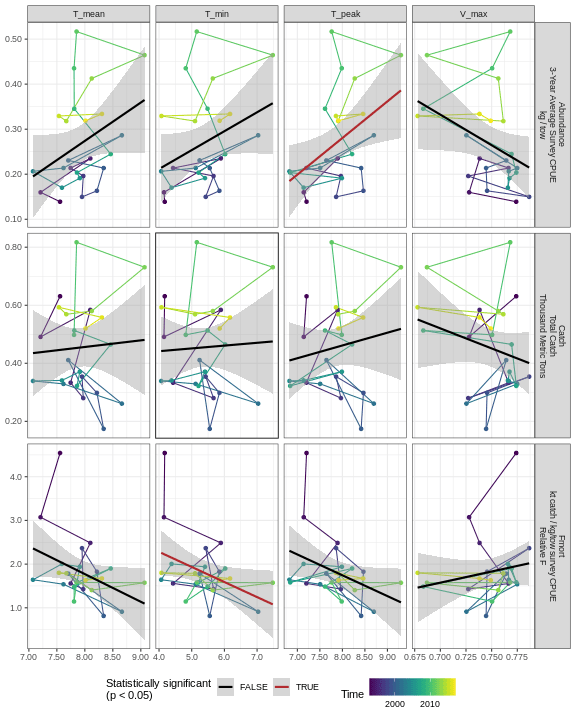 T_mean
T_min
T_peak
V_max
0.50
0.40
0.30
0.20
0.10
Abundance
3-Year Average Survey CPUE
kg / tow
0.80
0.60
0.40
0.20
Catch
Total Catch
Thousand Metric Tons
4.0
3.0
2.0
1.0
Fmort
kt catch / kg/tow survey CPUE
Relative F
7.00 7.50 8.00 8.50 9.00
4.0 5.0 6.0 7.0
7.00 7.50 8.00 8.50 9.00
0.675 0.700 0.725 0.750 0.775
Statistically significant
(p < 0.05)
FALSE
TRUE
Time
2000 2010